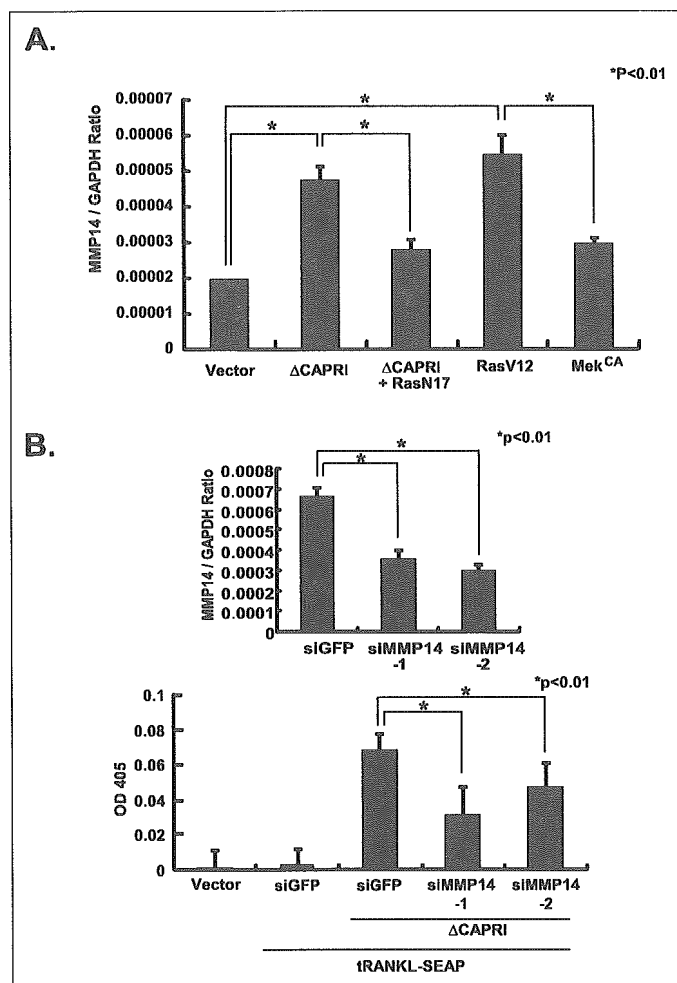 A.
*P<0.01
MMP14 / GAPDH Ratio
0.00007
0.00006
0.00005
0.00004
0.00003
0.00002
0.00001
0
* * * *
Vector ΔCAPRI ΔCAPRI + RasN17 RasV12 Mek^CA
B.
*p<0.01
MMP14 / GAPDH Ratio
0.0008
0.0007
0.0006
0.0005
0.0004
0.0003
0.0002
0.0001
0
* *
siGFP siMMP14 -1 siMMP14 -2
*p<0.01
OD 405
0.1
0.08
0.06
0.04
0.02
0
* *
Vector siGFP siGFP siMMP14 -1 siMMP14 -2
ΔCAPRI
tRANKL-SEAP